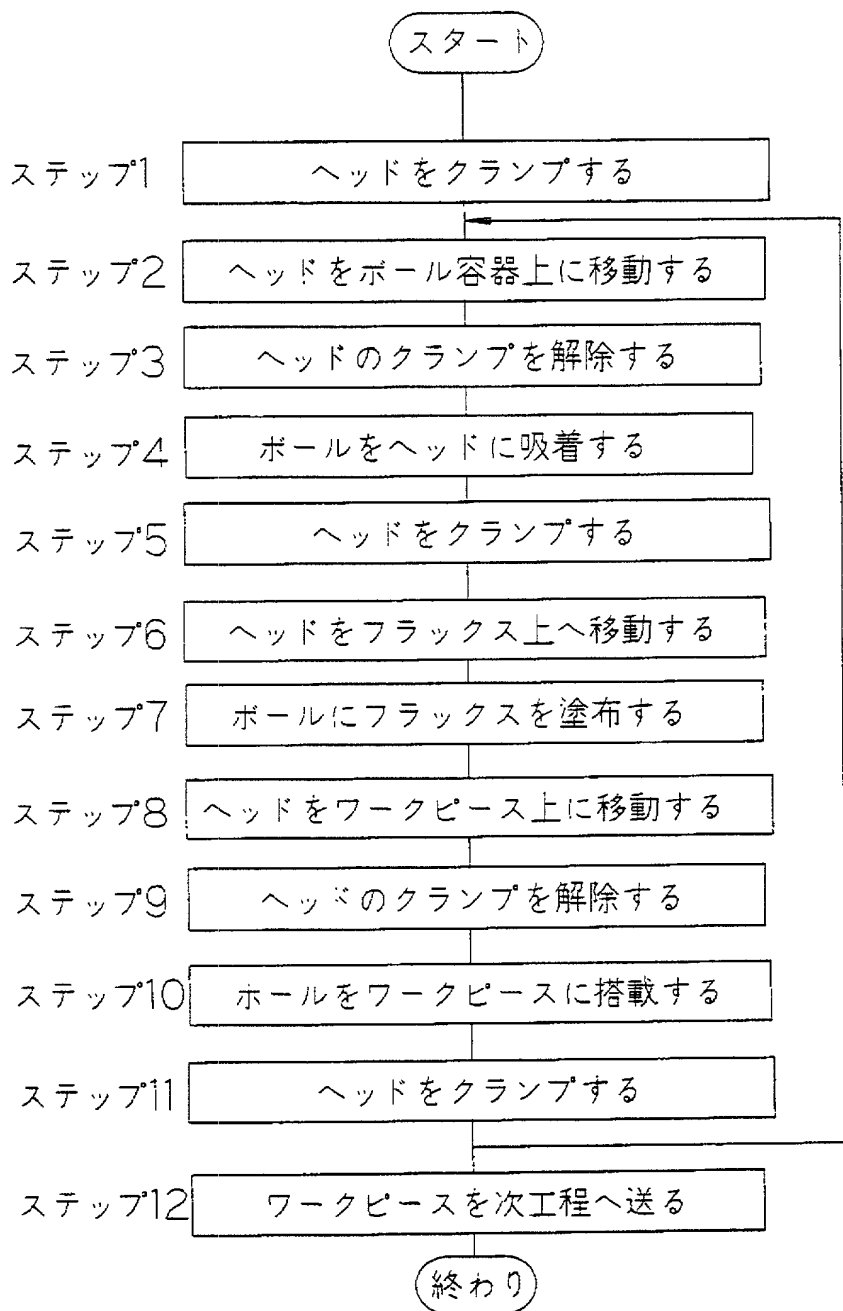 スタート
ステップ1 ヘッドをクランプする
ステップ2 ヘッドをボール容器上に移動する
ステップ3 ヘッドのクランプを解除する
ステップ4 ボールをヘッドに吸着する
ステップ5 ヘッドをクランプする
ステップ6 ヘッドをフラックス上へ移動する
ステップ7 ボールにフラックスを塗布する
ステップ8 ヘッドをワークピース上に移動する
ステップ9 ヘッドのクランプを解除する
ステップ10 ホールをワークピースに搭載する
ステップ11 ヘッドをクランプする
ステップ12 ワークピースを次工程へ送る
終わり